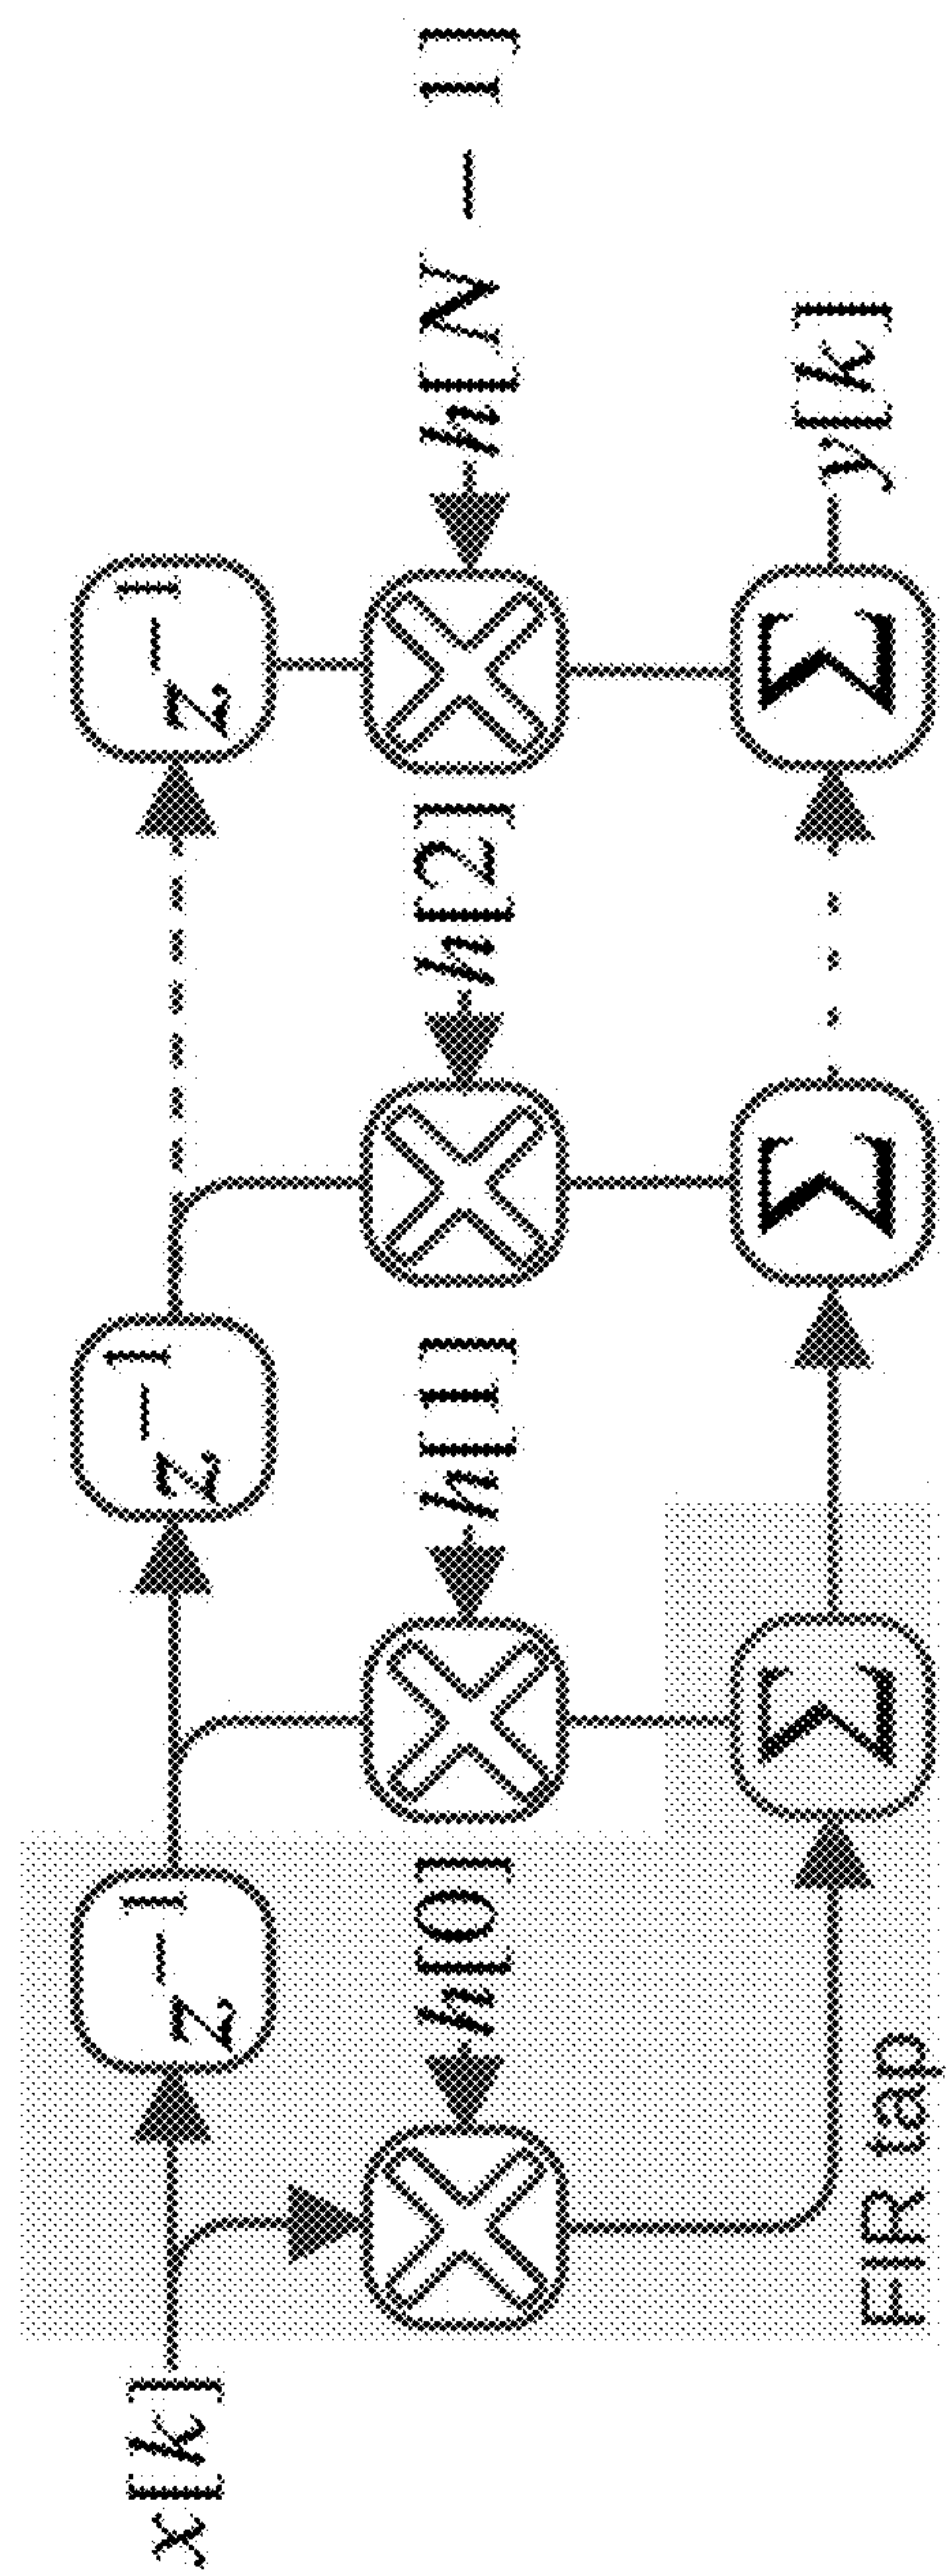 x[k]
z⁻¹
z⁻¹
z⁻¹
h[0]
h[1]
h[2]
h[N − 1]
Σ
Σ
Σ
y[k]
FIR tap